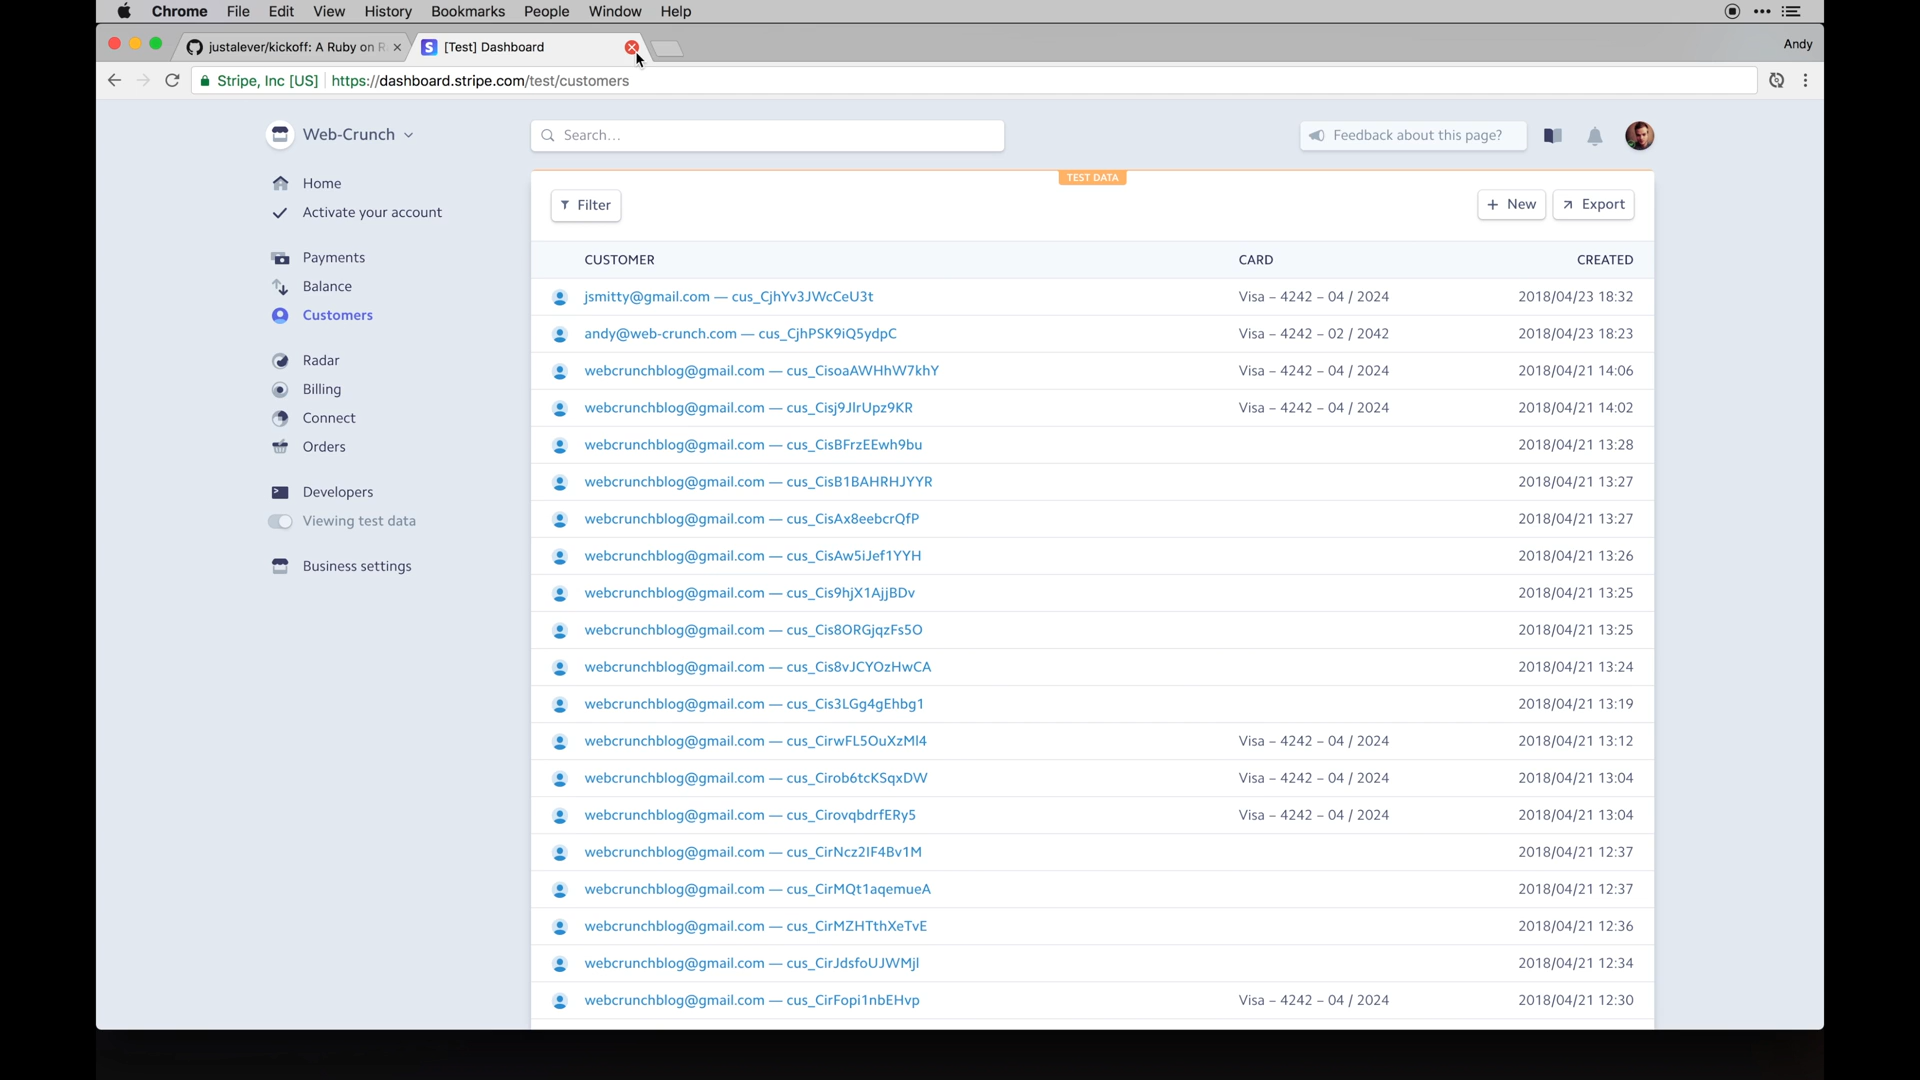 Chrome File Edit View History Bookmarks People Window Help
justalever/kickoff: A Ruby on R
[Test] Dashboard
Andy
Stripe, Inc [US] https://dashboard.stripe.com/test/customers
Web-Crunch
Search...
Feedback about this page?
Home
Activate your account
Payments
Balance
Customers
Radar
Billing
Connect
Orders
Developers
Viewing test data
Business settings
TEST DATA
Filter
New
Export
CUSTOMER CARD CREATED
jsmitty@gmail.com — cus_CjhYv3JWcCeU3t Visa – 4242 – 04 / 2024 2018/04/23 18:32
andy@web-crunch.com — cus_CjhPSK9iQ5ydpC Visa – 4242 – 02 / 2042 2018/04/23 18:23
webcrunchblog@gmail.com — cus_CisoaAWHhW7khY Visa – 4242 – 04 / 2024 2018/04/21 14:06
webcrunchblog@gmail.com — cus_Cisj9JlrUpz9KR Visa – 4242 – 04 / 2024 2018/04/21 14:02
webcrunchblog@gmail.com — cus_CisBFrzEEwh9bu 2018/04/21 13:28
webcrunchblog@gmail.com — cus_CisB1BAHRHJYYR 2018/04/21 13:27
webcrunchblog@gmail.com — cus_CisAx8eebcrQfP 2018/04/21 13:27
webcrunchblog@gmail.com — cus_CisAw5iJef1YYH 2018/04/21 13:26
webcrunchblog@gmail.com — cus_Cis9hjX1AjjBDv 2018/04/21 13:25
webcrunchblog@gmail.com — cus_Cis8ORGjqzFs5O 2018/04/21 13:25
webcrunchblog@gmail.com — cus_Cis8vJCYOzHwCA 2018/04/21 13:24
webcrunchblog@gmail.com — cus_Cis3LGg4gEhbg1 2018/04/21 13:19
webcrunchblog@gmail.com — cus_CirwFL5OuXzMl4 Visa – 4242 – 04 / 2024 2018/04/21 13:12
webcrunchblog@gmail.com — cus_Cirob6tcKSqxDW Visa – 4242 – 04 / 2024 2018/04/21 13:04
webcrunchblog@gmail.com — cus_CirovqbdrfERy5 Visa – 4242 – 04 / 2024 2018/04/21 13:04
webcrunchblog@gmail.com — cus_CirNcz2IF4Bv1M 2018/04/21 12:37
webcrunchblog@gmail.com — cus_CirMQt1aqemueA 2018/04/21 12:37
webcrunchblog@gmail.com — cus_CirMZHTthXeTvE 2018/04/21 12:36
webcrunchblog@gmail.com — cus_CirJdsfoUJWMjl 2018/04/21 12:34
webcrunchblog@gmail.com — cus_CirFopi1nbEHvp Visa – 4242 – 04 / 2024 2018/04/21 12:30